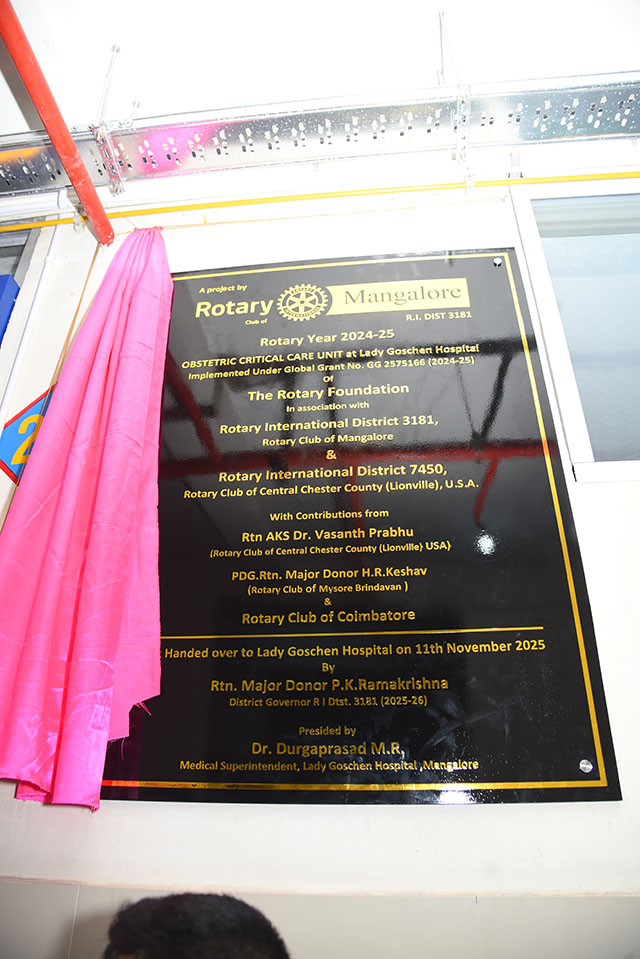 A project by
Rotary
Club of
Mangalore
R.I. DIST 3181
Rotary Year 2024-25
OBSTETRIC CRITICAL CARE UNIT at Lady Goschen Hospital
Implemented Under Global Grant No. GG 2575166 (2024-25)
Of
The Rotary Foundation
In association with
Rotary International District 3181,
Rotary Club of Mangalore
&
Rotary International District 7450,
Rotary Club of Central Chester County (Lionville), U.S.A.
With Contributions from
Rtn AKS Dr. Vasanth Prabhu
(Rotary Club of Central Chester County (Lionville) USA)
PDG.Rtn. Major Donor H.R.Keshav
(Rotary Club of Mysore Brindavan )
&
Rotary Club of Coimbatore
Handed over to Lady Goschen Hospital on 11th November 2025
By
Rtn. Major Donor P.K.Ramakrishna
District Governor R I Dtst. 3181 (2025-26)
Presided by
Dr. Durgaprasad M.R,
Medical Superintendent, Lady Goschen Hospital ,Mangalore
2